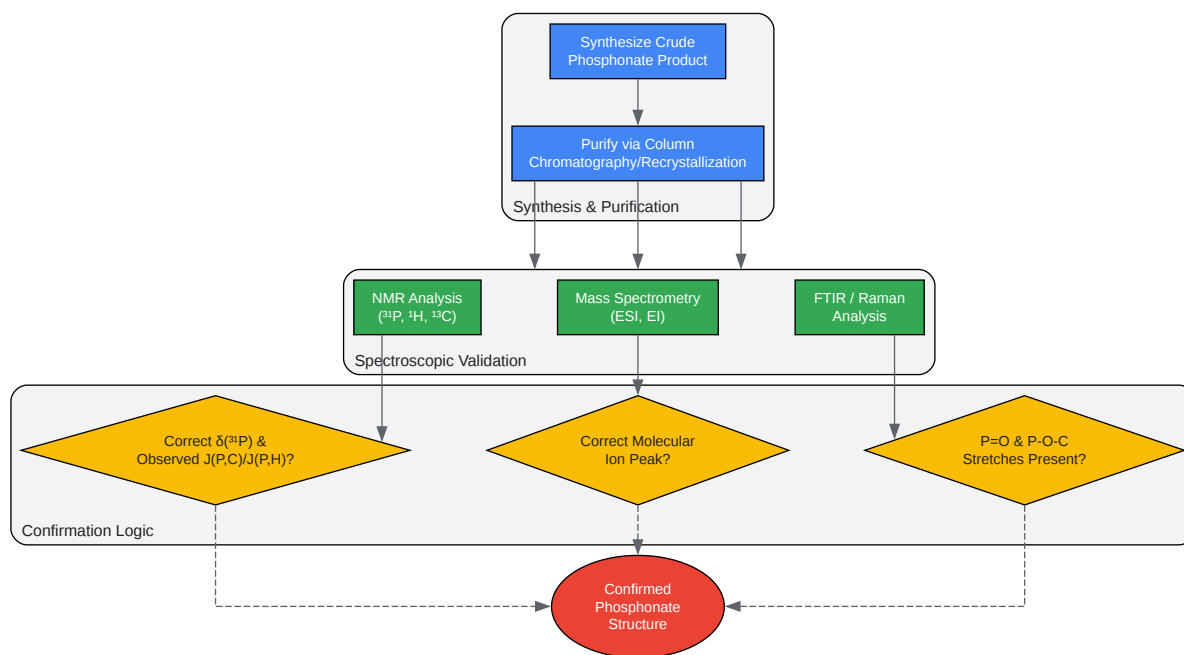 Synthesize Crude
Phosphonate Product
Purify via Column
Chromatography/Recrystallization
Synthesis & Purification
NMR Analysis
(³¹P, ¹H, ¹³C)
Mass Spectrometry
(ESI, EI)
FTIR / Raman
Analysis
Spectroscopic Validation
Correct δ(³¹P) &
Observed J(P,C)/J(P,H)?
Correct Molecular
Ion Peak?
P=O & P-O-C
Stretches Present?
Confirmation Logic
Confirmed
Phosphonate
Structure